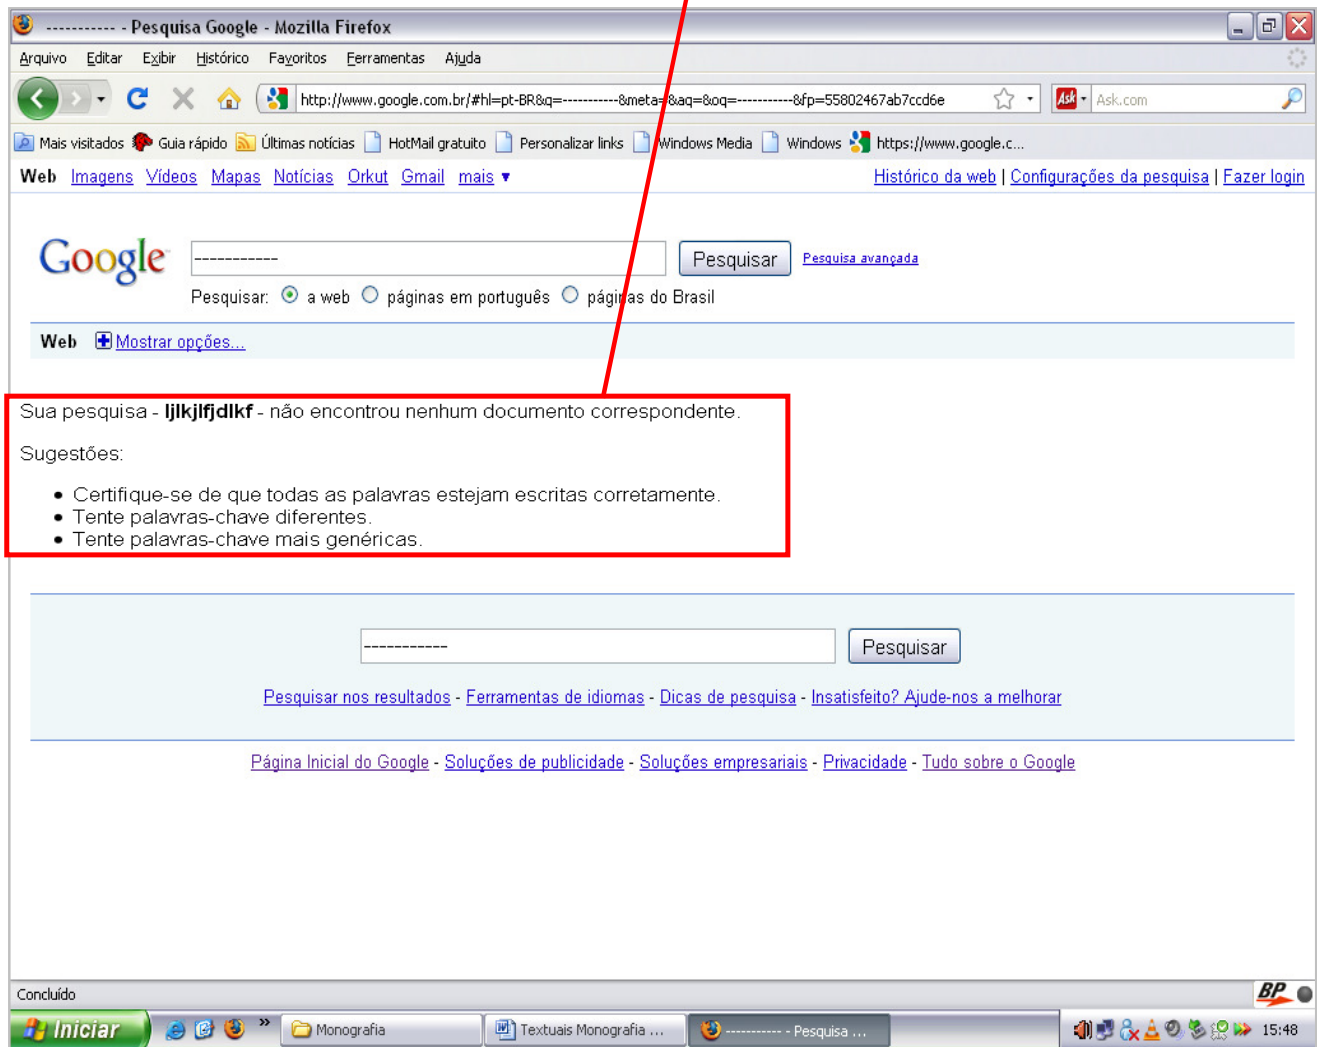 ----------- - Pesquisa Google - Mozilla Firefox
Arquivo Editar Exibir Histórico Favoritos Ferramentas Ajuda
http://www.google.com.br/#hl=pt-BR&q=-----------&meta=&aq=&oq=-----------&fp=55802467ab7ccd6e Ask Ask.com
Mais visitados Guia rápido Últimas notícias HotMail gratuito Personalizar links Windows Media Windows https://www.google.c...
Web Imagens Vídeos Mapas Notícias Orkut Gmail mais ▼ Histórico da web | Configurações da pesquisa | Fazer login
Google ----------- Pesquisar Pesquisa avançada
Pesquisar: a web páginas em português páginas do Brasil
Web Mostrar opções...
Sua pesquisa - ljlkjlfjdlkf - não encontrou nenhum documento correspondente.
Sugestões:
• Certifique-se de que todas as palavras estejam escritas corretamente.
• Tente palavras-chave diferentes.
• Tente palavras-chave mais genéricas.
----------- Pesquisar
Pesquisar nos resultados - Ferramentas de idiomas - Dicas de pesquisa - Insatisfeito? Ajude-nos a melhorar
Página Inicial do Google - Soluções de publicidade - Soluções empresariais - Privacidade - Tudo sobre o Google
Concluído BP
Iniciar » Monografia Textuais Monografia ... ----------- - Pesquisa ... 15:48